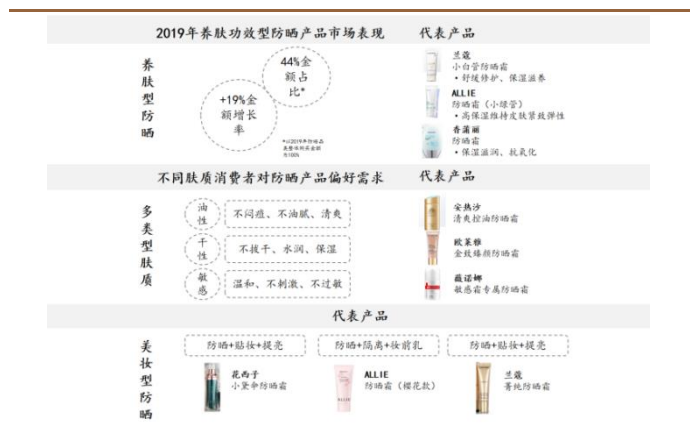 2019年养肤功效型防晒产品市场表现
代表产品
养肤型防晒
44%金
额占
比*
+19%金
额增长
率
*以2019年防晒品
类整体购买金额
为100%
兰蔻
小白管防晒霜
•舒缓修护、保湿滋养
ALLIE
防晒霜（小绿管）
•高保湿维持皮肤紧致弹性
香蒲丽
防晒霜
•保湿滋润、抗氧化
不同肤质消费者对防晒产品偏好需求
代表产品
多类型肤质
油性
不闷痘、不油腻、清爽
干性
不拔干、水润、保湿
敏感
温和、不刺激、不过敏
安热沙
清爽控油防晒霜
欧莱雅
金致臻颜防晒霜
薇诺娜
敏感霜专属防晒霜
代表产品
美妆型防晒
防晒+贴妆+提亮
防晒+隔离+妆前乳
防晒+贴妆+提亮
花西子
小黛伞防晒霜
ALLIE
防晒霜（樱花款）
兰蔻
菁纯防晒霜